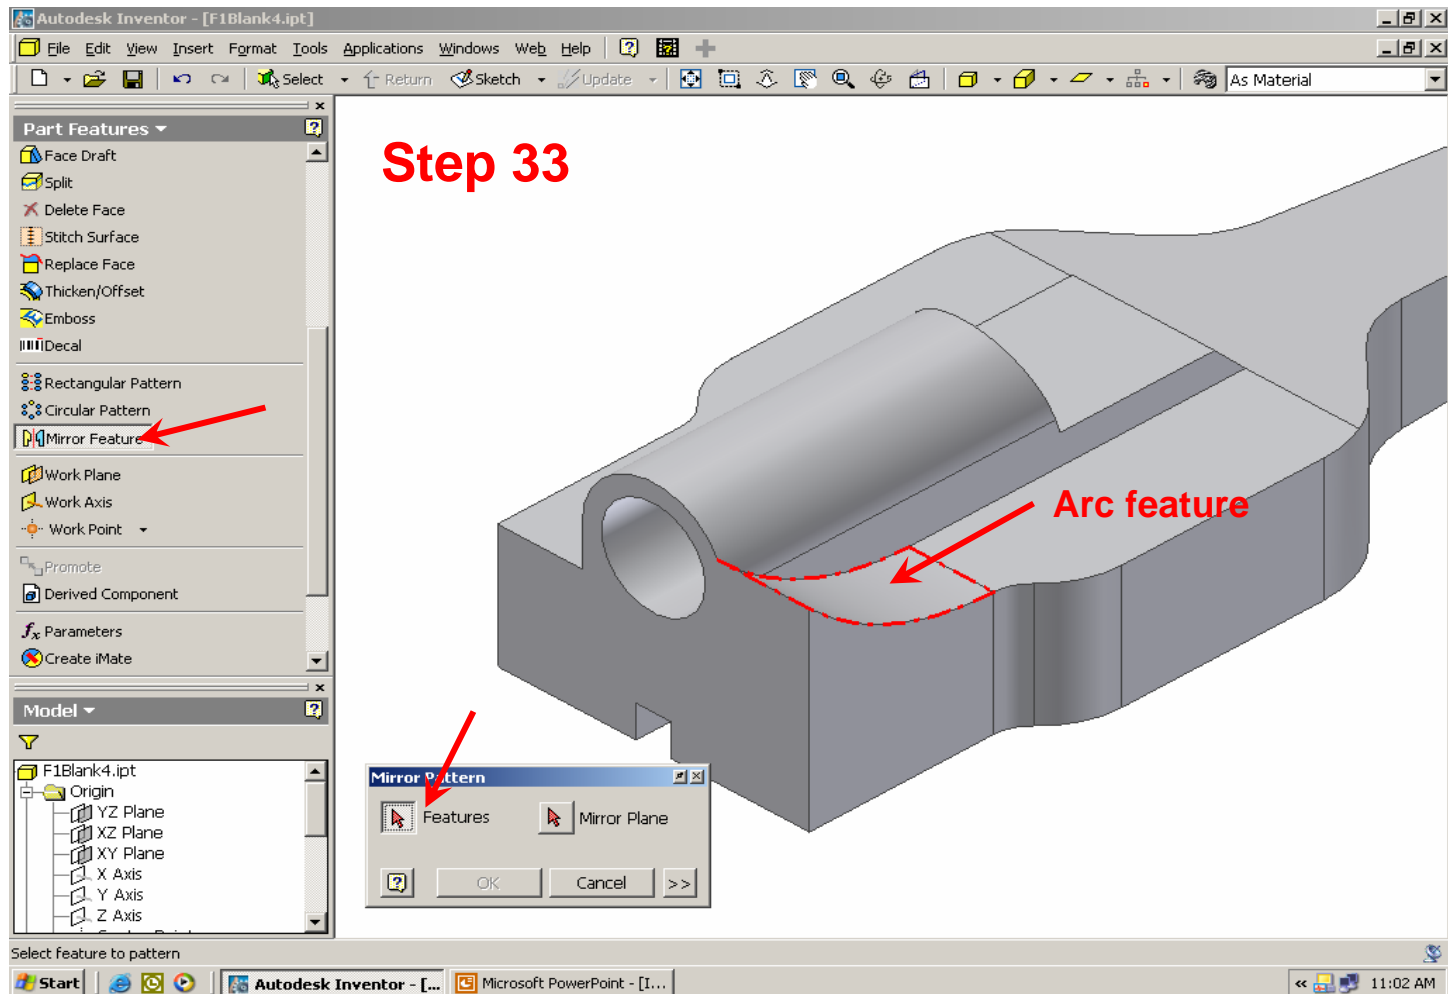 Autodesk Inventor - [F1Blank4.ipt]
File Edit View Insert Format Tools Applications Windows Web Help
Select Return Sketch Update As Material
Part Features
Face Draft
Split
Delete Face
Stitch Surface
Replace Face
Thicken/Offset
Emboss
Decal
Rectangular Pattern
Circular Pattern
Mirror Feature
Work Plane
Work Axis
Work Point
Promote
Derived Component
fx Parameters
Create iMate
Model
F1Blank4.ipt
Origin
YZ Plane
XZ Plane
XY Plane
X Axis
Y Axis
Z Axis
Step 33
Arc feature
Mirror Pattern
Features Mirror Plane
OK Cancel >>
Select feature to pattern
Start Autodesk Inventor - [... Microsoft PowerPoint - [I... « 11:02 AM